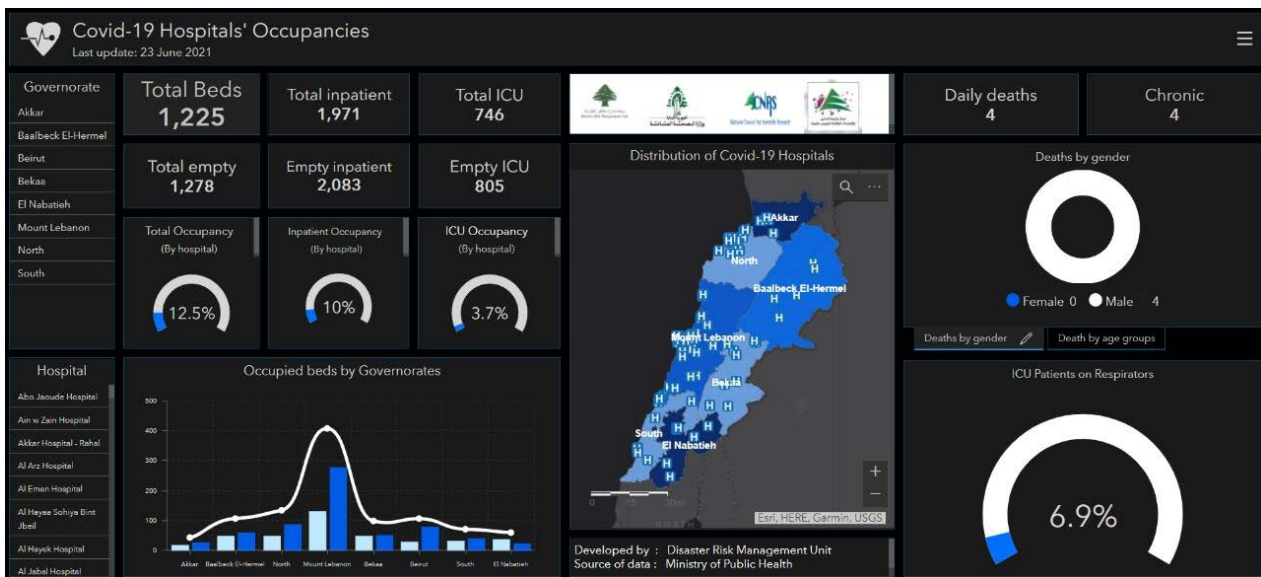 Covid-19 Hospitals' Occupancies
Last update: 23 June 2021
Governorate
Akkar
Baalbeck El-Hermel
Beirut
Bekaa
El Nabatieh
Mount Lebanon
North
South
Total Beds
1,225
Total inpatient
1,971
Total ICU
746
Total empty
1,278
Empty inpatient
2,083
Empty ICU
805
Total Occupancy
(By hospital)
12.5%
Inpatient Occupancy
(By hospital)
10%
ICU Occupancy
(By hospital)
3.7%
Hospital
Abo Jaoude Hospital
Ain w Zain Hospital
Akkar Hospital - Rahal
Al Arz Hospital
Al Eman Hospital
Al Hayaa Sohiya Bint
Jbeil
Al Hayek Hospital
Al Jabal Hospital
Occupied beds by Governorates
500
400
300
200
100
0
Akkar Baalbeck El-Hermel North Mount Lebanon Bekaa Beirut South El Nabatieh
CNRS
Distribution of Covid-19 Hospitals
Akkar
North
Baalbeck El-Hermel
Mount Lebanon
Bekaa
South
El Nabatieh
Esri, HERE, Garmin, USGS
Developed by : Disaster Risk Management Unit
Source of data : Ministry of Public Health
Daily deaths
4
Chronic
4
Deaths by gender
Female 0 Male 4
Deaths by gender
Death by age groups
ICU Patients on Respirators
6.9%